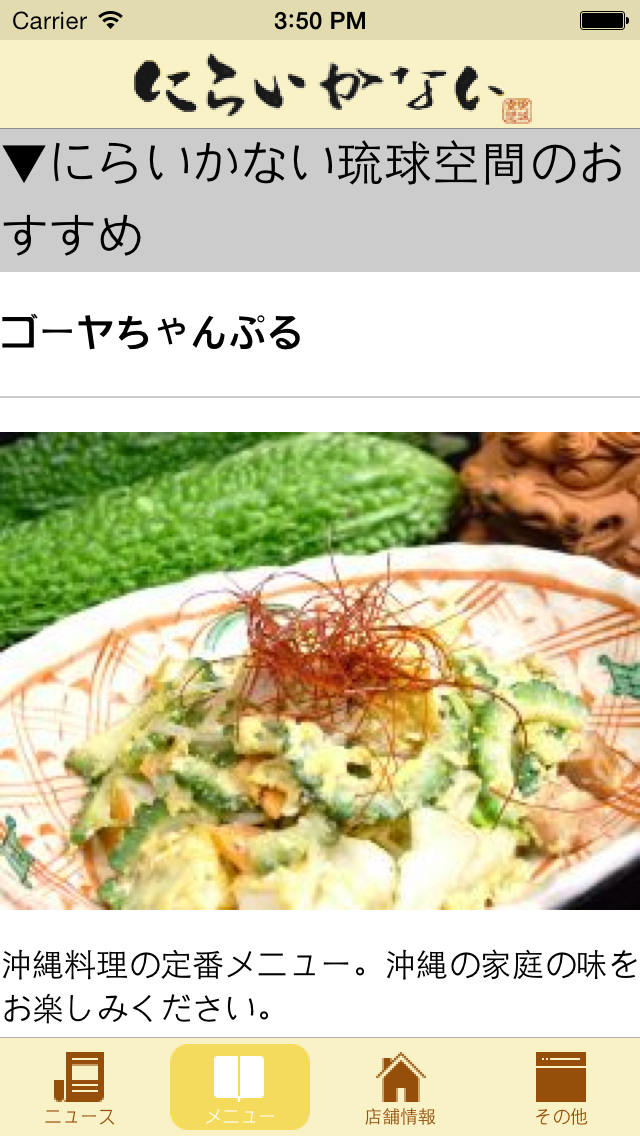 Carrier 3:50 PM
にらいかない
▼にらいかない琉球空間のお
すすめ
ゴーヤちゃんぷる
沖縄料理の定番メニュー。沖縄の家庭の味を
お楽しみください。
ニュース メニュー 店舗情報 その他